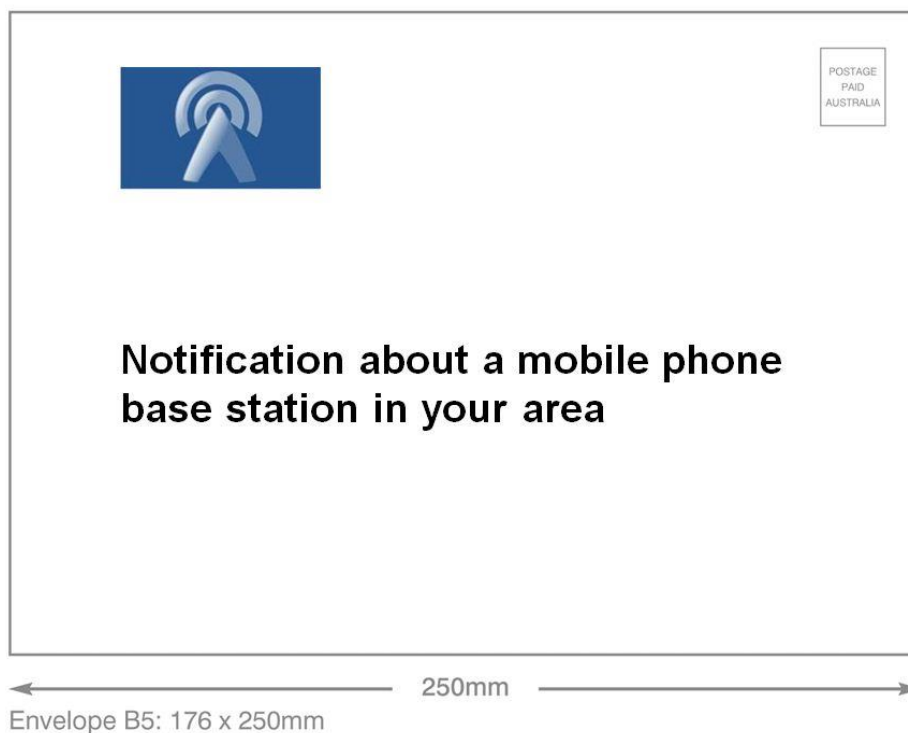 POSTAGE
PAID
AUSTRALIA
Notification about a mobile phone
base station in your area
250mm
Envelope B5: 176 x 250mm